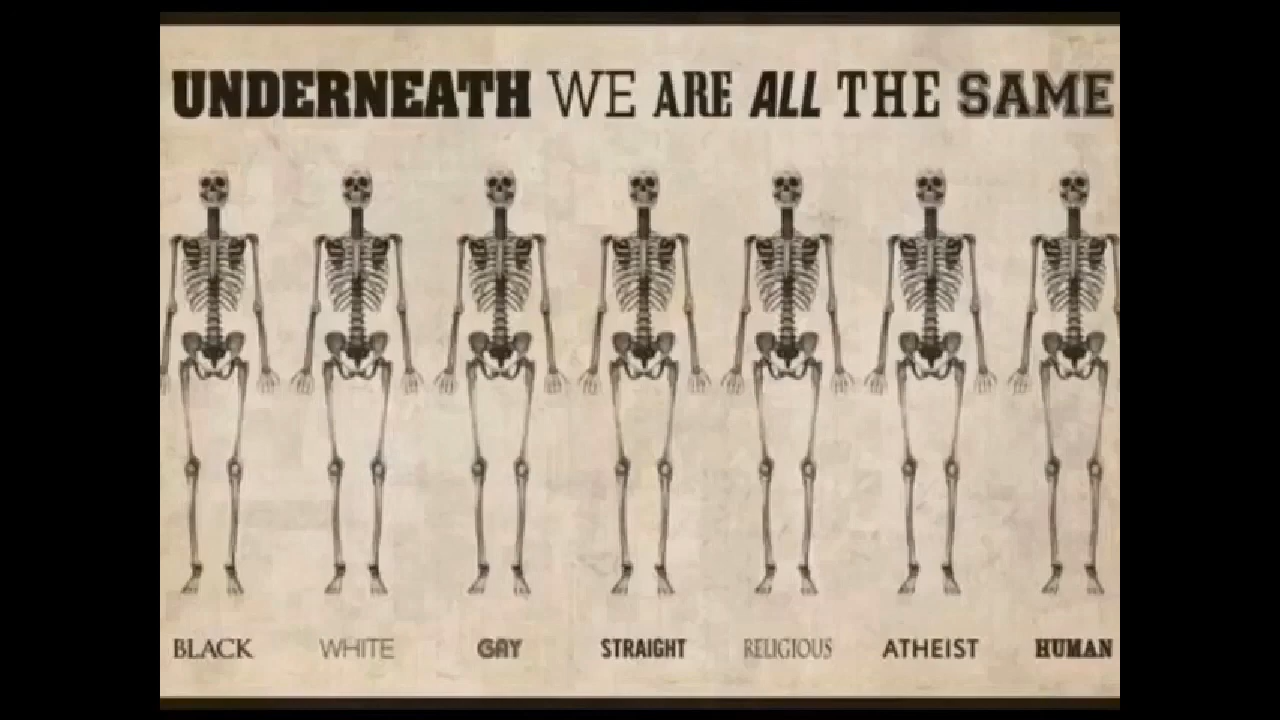 UNDERNEATH WE ARE ALL THE SAME
BLACK WHITE GAY STRAIGHT RELIGIOUS ATHEIST HUMAN